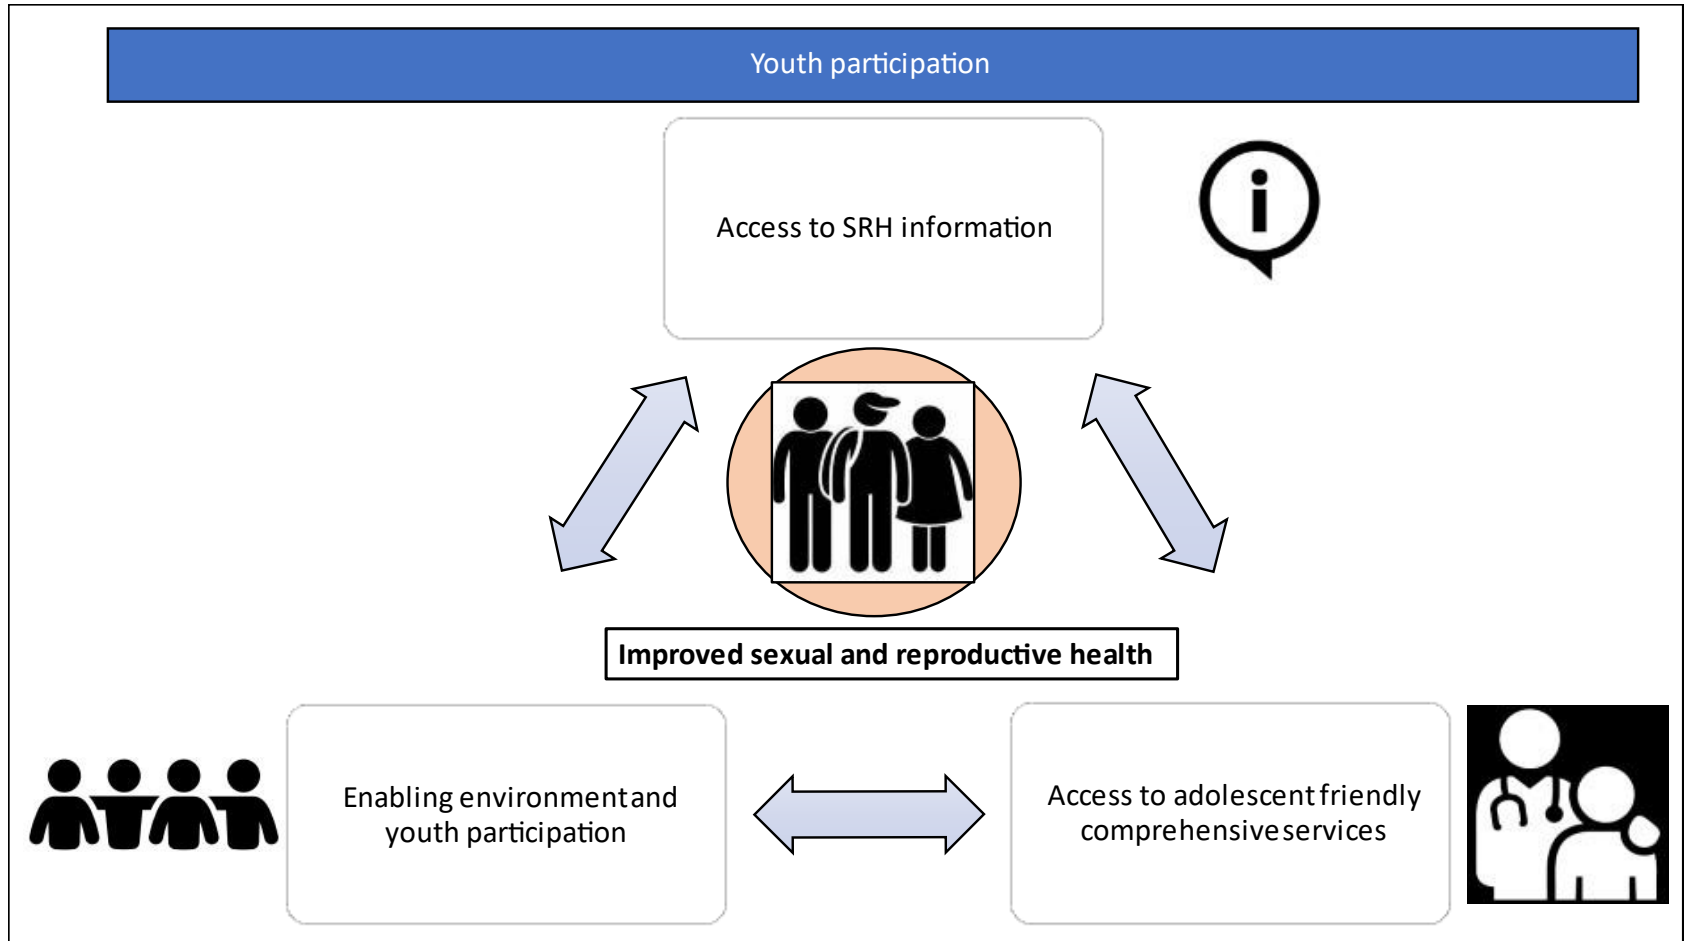 Youth participation
Access to SRH information
Improved sexual and reproductive health
Enabling environment and
youth participation
Access to adolescent friendly
comprehensive services